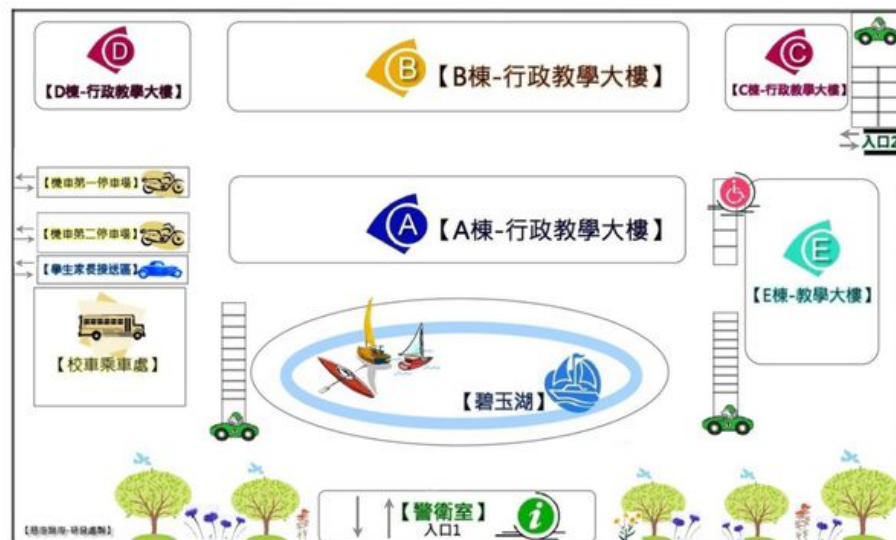 D
【D棟-行政教學大樓】
B
【B棟-行政教學大樓】
C
【C棟-行政教學大樓】
入口2
【機車第一停車場】
【機車第二停車場】
【學生家長接送區】
【校車乘車處】
A
【A棟-行政教學大樓】
E
【E棟-教學大樓】
【碧玉湖】
【警衛室】
入口1
i